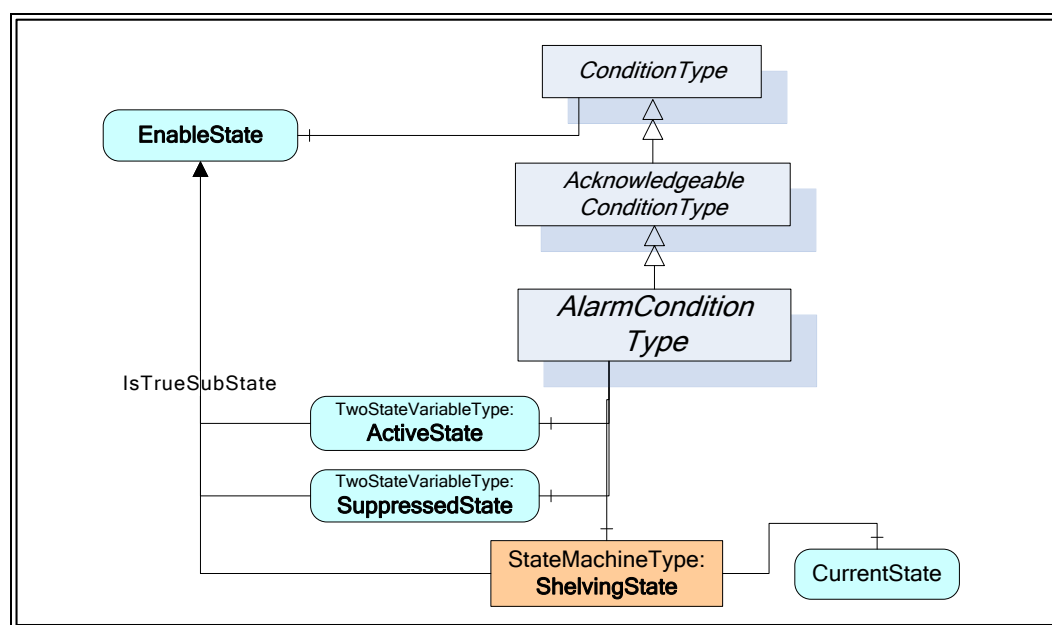 ConditionType
EnableState
Acknowledgeable
ConditionType
AlarmCondition
Type
IsTrueSubState
TwoStateVariableType:
ActiveState
TwoStateVariableType:
SuppressedState
StateMachineType:
ShelvingState
CurrentState